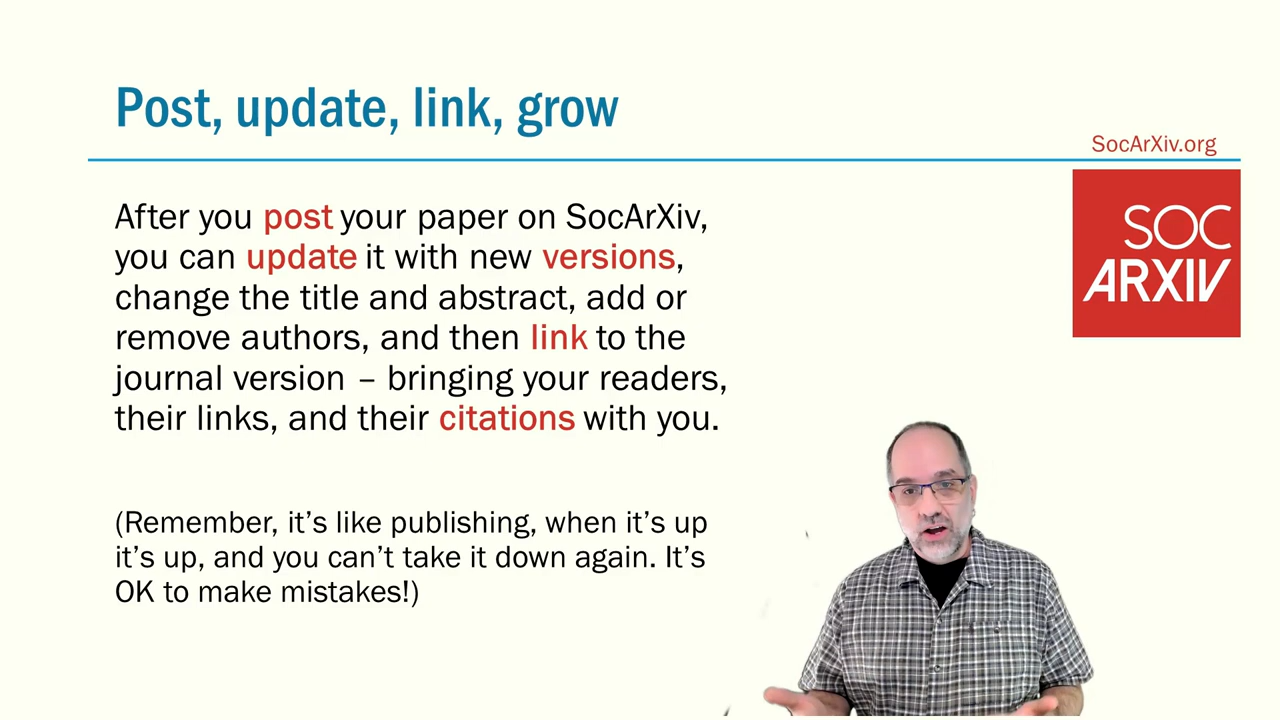 Post, update, link, grow
SocArXiv.org
SOC
ARXIV
After you post your paper on SocArXiv,
you can update it with new versions,
change the title and abstract, add or
remove authors, and then link to the
journal version – bringing your readers,
their links, and their citations with you.
(Remember, it’s like publishing, when it’s up
it’s up, and you can’t take it down again. It’s
OK to make mistakes!)